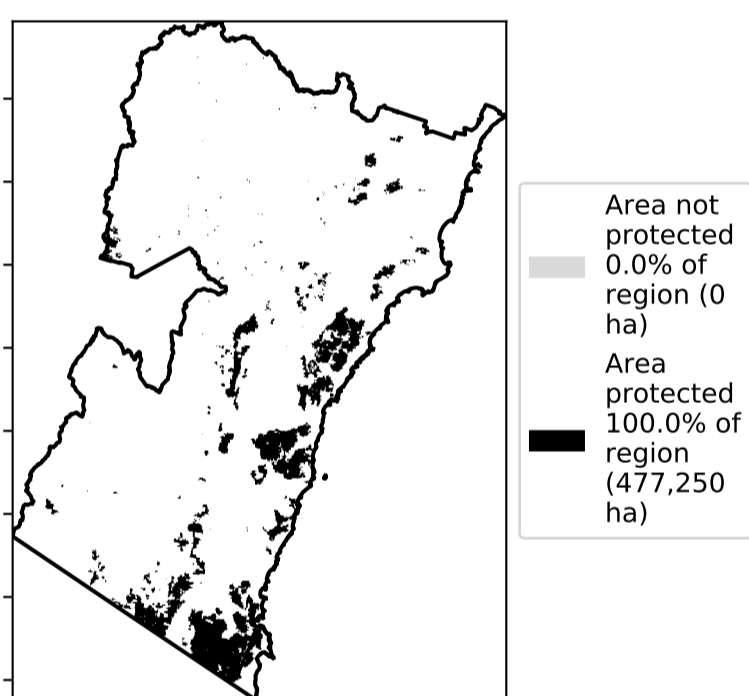 Area not
protected
0.0% of
region (0
ha)
Area
protected
100.0% of
region
(477,250
ha)